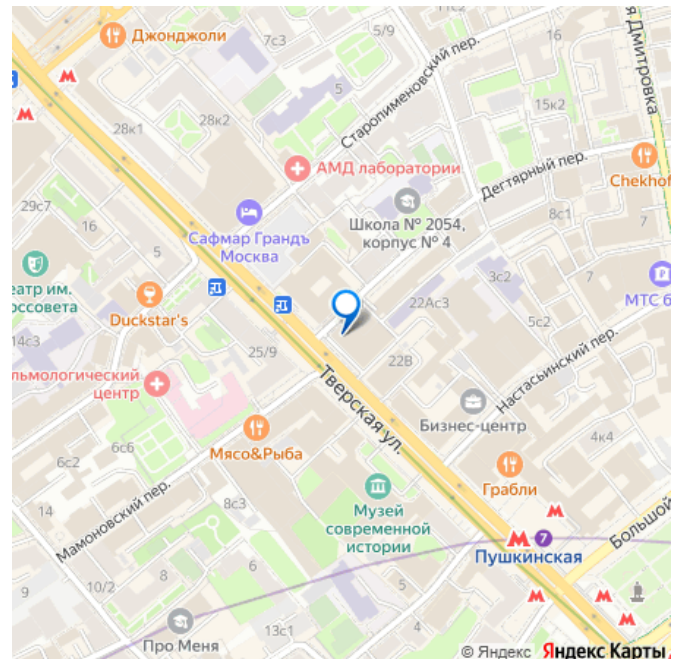 Джонджоли
7с3
5/9
я Дмитровка
16
5
28к1
28к2
Старопименовский пер.
15к2
АМД лаборатории
Дегтярный пер.
Chekhof
29с7
16
Школа № 2054,
корпус № 4
8с1
7
Сафмар Грандъ
Москва
5
7
3с2
еатр им.
оссовета
Duckstar's
22Ас3
МТС б
5с2
14с3
25/9
22В
Настасьинский пер.
льмологический
центр
Тверская ул.
Бизнес-центр
4к4
6с6
Мясо&Рыба
6с2
Грабли
Мамоновский пер.
8с3
Музей
современной
истории
14
5
7
Пушкинская
Большой
9
10/2
8
6
4
Про Меня
13с1
© Яндекс Яндекс Карты